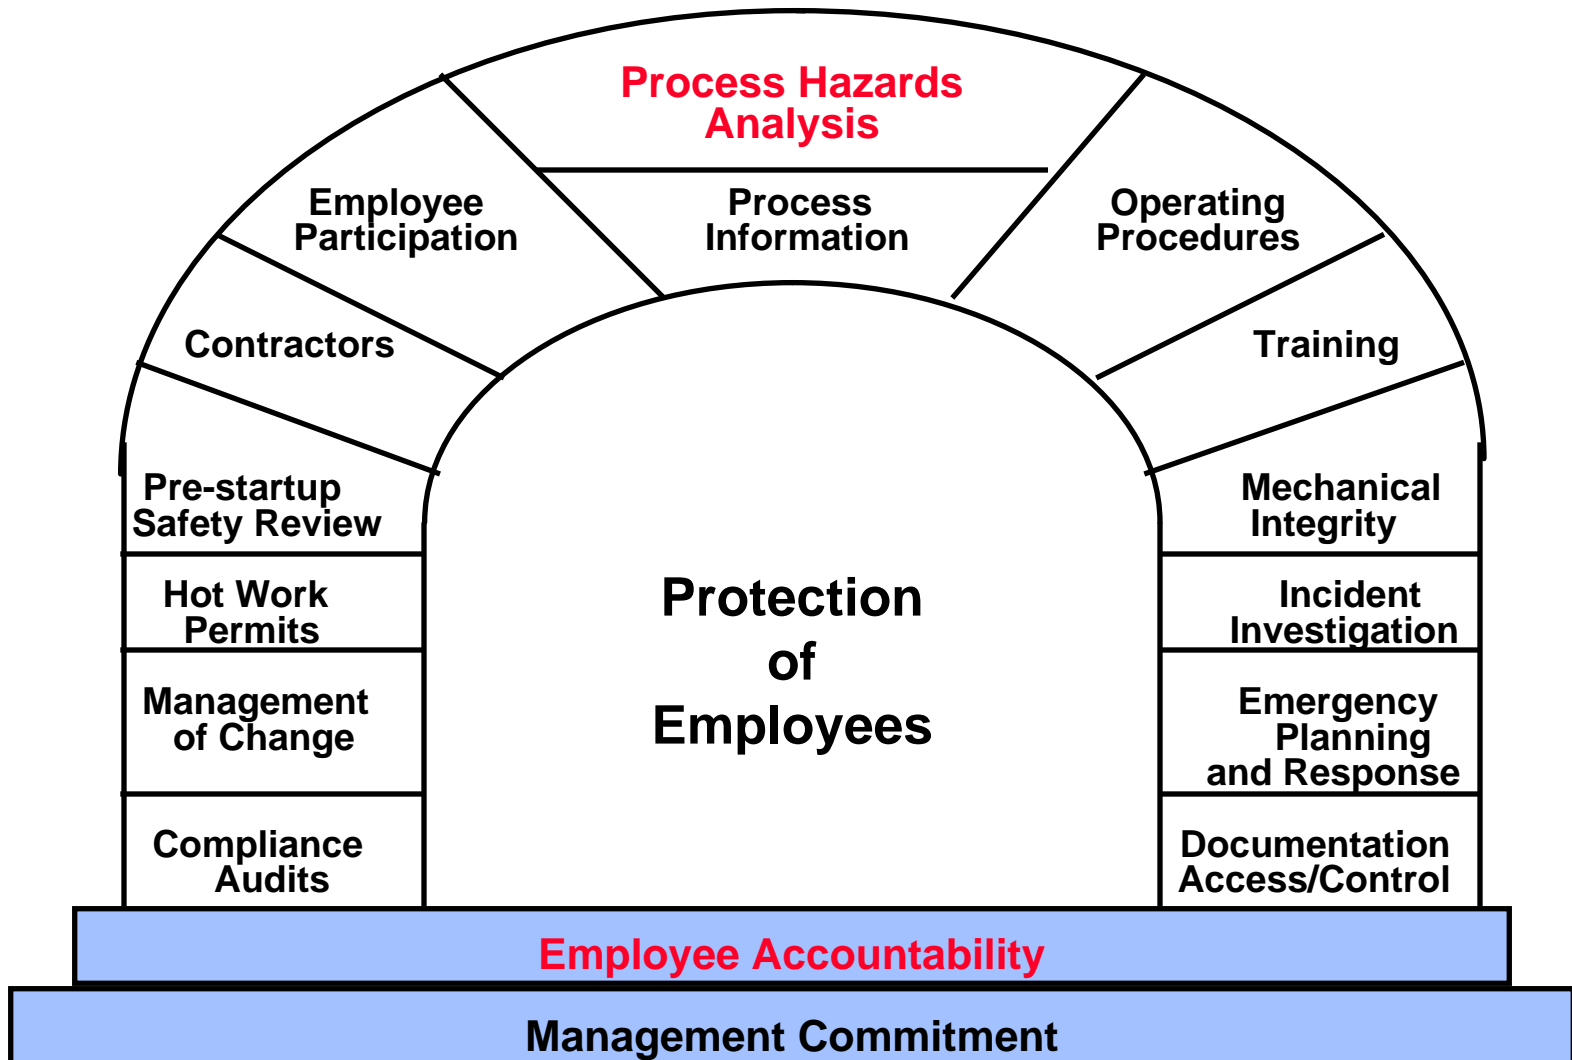 Process Hazards
Analysis
Process
Information
Employee
Participation
Operating
Procedures
Contractors
Training
Pre-startup
Safety Review
Mechanical
Integrity
Hot Work
Permits
Incident
Investigation
Protection
of
Employees
Management
of Change
Emergency
Planning
and Response
Compliance
Audits
Documentation
Access/Control
Employee Accountability
Management Commitment